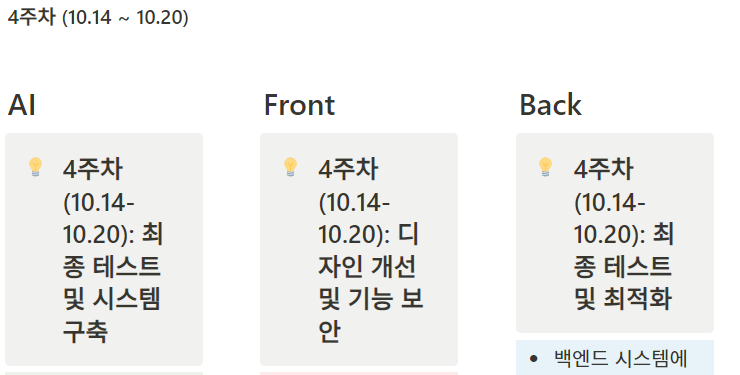 4주차 (10.14 ~ 10.20)
AI
4주차
(10.14-
10.20): 최
종 테스트
및 시스템
구축
Front
4주차
(10.14-
10.20): 디
자인 개선
및 기능 보
안
Back
4주차
(10.14-
10.20): 최
종 테스트
및 최적화
• 백엔드 시스템에